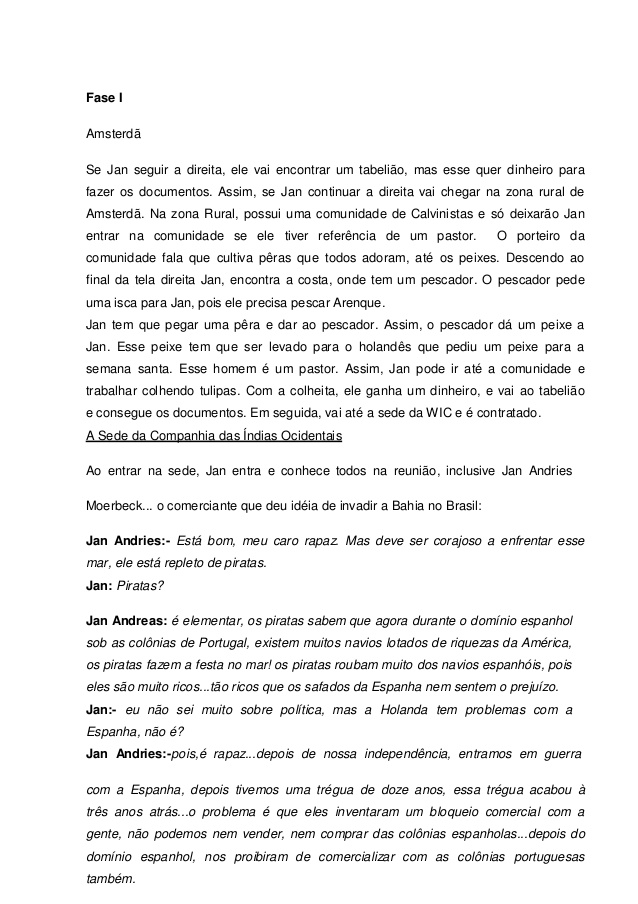 Fase I
Amsterdã
Se Jan seguir a direita, ele vai encontrar um tabelião, mas esse quer dinheiro para
fazer os documentos. Assim, se Jan continuar a direita vai chegar na zona rural de
Amsterdã. Na zona Rural, possui uma comunidade de Calvinistas e só deixarão Jan
entrar na comunidade se ele tiver referência de um pastor. O porteiro da
comunidade fala que cultiva pêras que todos adoram, até os peixes. Descendo ao
final da tela direita Jan, encontra a costa, onde tem um pescador. O pescador pede
uma isca para Jan, pois ele precisa pescar Arenque.
Jan tem que pegar uma pêra e dar ao pescador. Assim, o pescador dá um peixe a
Jan. Esse peixe tem que ser levado para o holandês que pediu um peixe para a
semana santa. Esse homem é um pastor. Assim, Jan pode ir até a comunidade e
trabalhar colhendo tulipas. Com a colheita, ele ganha um dinheiro, e vai ao tabelião
e consegue os documentos. Em seguida, vai até a sede da WIC e é contratado.
A Sede da Companhia das Índias Ocidentais
Ao entrar na sede, Jan entra e conhece todos na reunião, inclusive Jan Andries
Moerbeck... o comerciante que deu idéia de invadir a Bahia no Brasil:
Jan Andries:- Está bom, meu caro rapaz. Mas deve ser corajoso a enfrentar esse
mar, ele está repleto de piratas.
Jan: Piratas?
Jan Andreas: é elementar, os piratas sabem que agora durante o domínio espanhol
sob as colônias de Portugal, existem muitos navios lotados de riquezas da América,
os piratas fazem a festa no mar! os piratas roubam muito dos navios espanhóis, pois
eles são muito ricos...tão ricos que os safados da Espanha nem sentem o prejuízo.
Jan:- eu não sei muito sobre política, mas a Holanda tem problemas com a
Espanha, não é?
Jan Andries:-pois,é rapaz...depois de nossa independência, entramos em guerra
com a Espanha, depois tivemos uma trégua de doze anos, essa trégua acabou à
três anos atrás...o problema é que eles inventaram um bloqueio comercial com a
gente, não podemos nem vender, nem comprar das colônias espanholas...depois do
domínio espanhol, nos proibiram de comercializar com as colônias portuguesas
também.